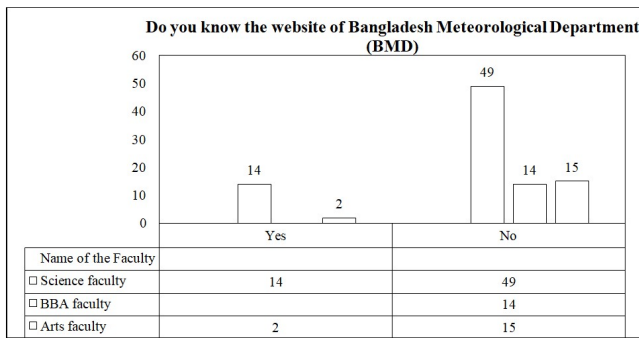 Do you know the website of Bangladesh Meteorological Department
(BMD)
60
50
40
30
20
10
0
14
2
49
14
15
Yes No
Name of the Faculty
Science faculty 14 49
BBA faculty 14
Arts faculty 2 15